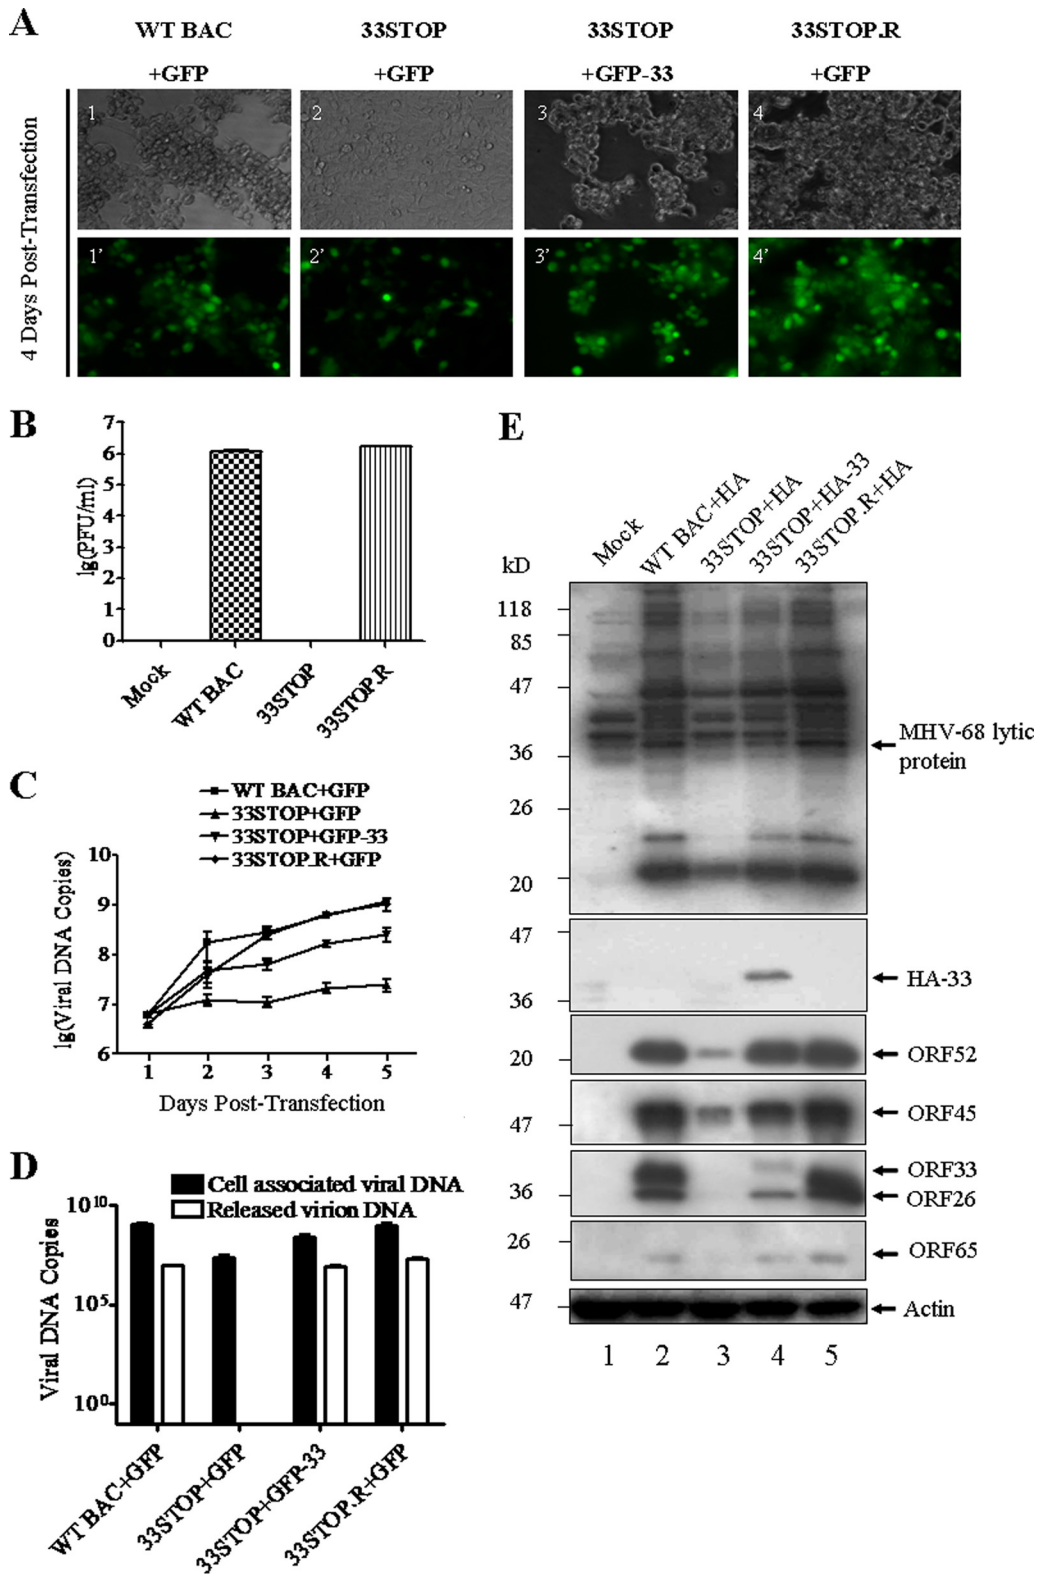 A
WT BAC
33STOP
33STOP
33STOP.R
+GFP
+GFP
+GFP-33
+GFP
4 Days Post-Transfection
1
2
3
4
1'
2'
3'
4'
B
lg(PFU/ml)
7
6
5
4
3
2
1
0
Mock
WT BAC
33STOP
33STOP.R
C
WT BAC+GFP
33STOP+GFP
33STOP+GFP-33
33STOP.R+GFP
lg(Viral DNA Copies)
10
9
8
7
6
1 2 3 4 5
Days Post-Transfection
D
Cell associated viral DNA
Released virion DNA
Viral DNA Copies
10¹⁰
10⁵
10⁰
WT BAC+GFP
33STOP+GFP
33STOP+GFP-33
33STOP.R+GFP
E
Mock
WT BAC+HA
33STOP+HA
33STOP+HA-33
33STOP.R+HA
kD
118
85
47
36
26
20
MHV-68 lytic
protein
47
36
HA-33
20
ORF52
47
ORF45
36
ORF33
ORF26
26
ORF65
47
Actin
1 2 3 4 5